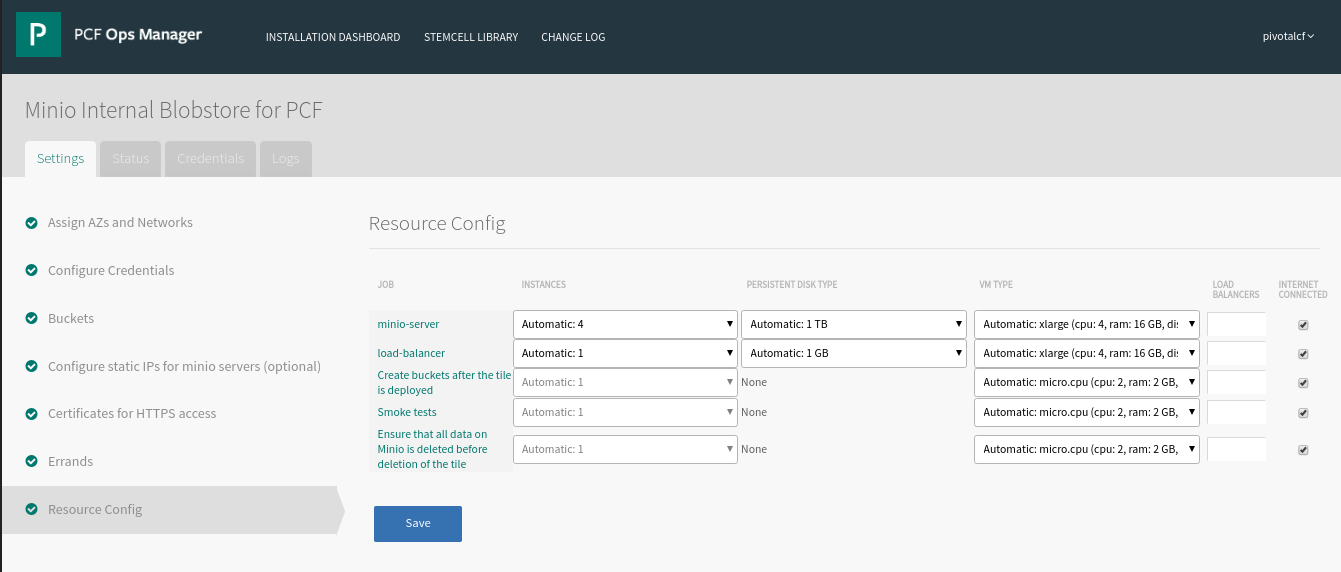 P PCF Ops Manager INSTALLATION DASHBOARD STEMCELL LIBRARY CHANGE LOG pivotalcf
Minio Internal Blobstore for PCF
Settings Status Credentials Logs
Assign AZs and Networks
Configure Credentials
Buckets
Configure static IPs for minio servers (optional)
Certificates for HTTPS access
Errands
Resource Config
Resource Config
JOB INSTANCES PERSISTENT DISK TYPE VM TYPE LOAD BALANCERS INTERNET CONNECTED
minio-server Automatic: 4 Automatic: 1 TB Automatic: xlarge (cpu: 4, ram: 16 GB, dis
load-balancer Automatic: 1 Automatic: 1 GB Automatic: xlarge (cpu: 4, ram: 16 GB, dis
Create buckets after the tile
is deployed Automatic: 1 None Automatic: micro.cpu (cpu: 2, ram: 2 GB,
Smoke tests Automatic: 1 None Automatic: micro.cpu (cpu: 2, ram: 2 GB,
Ensure that all data on
Minio is deleted before
deletion of the tile Automatic: 1 None Automatic: micro.cpu (cpu: 2, ram: 2 GB,
Save